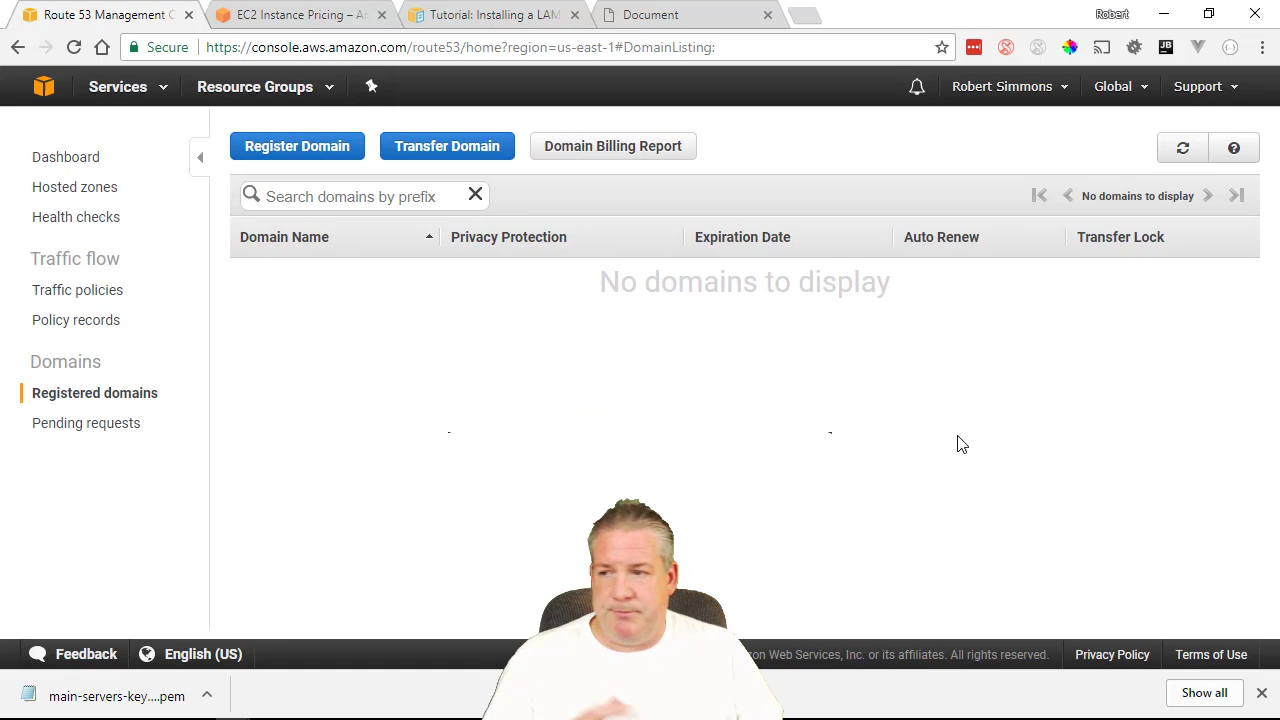 Route 53 Management C
EC2 Instance Pricing – An
Tutorial: Installing a LAM
Document
Robert
Secure
https://console.aws.amazon.com/route53/home?region=us-east-1#DomainListing:
JB
Services
Resource Groups
Robert Simmons
Global
Support
Dashboard
Hosted zones
Health checks
Traffic flow
Traffic policies
Policy records
Domains
Registered domains
Pending requests
Register Domain
Transfer Domain
Domain Billing Report
Search domains by prefix
No domains to display
Domain Name
Privacy Protection
Expiration Date
Auto Renew
Transfer Lock
No domains to display
Feedback
English (US)
Web Services, Inc. or its affiliates. All rights reserved.
Privacy Policy
Terms of Use
main-servers-key....pem
Show all